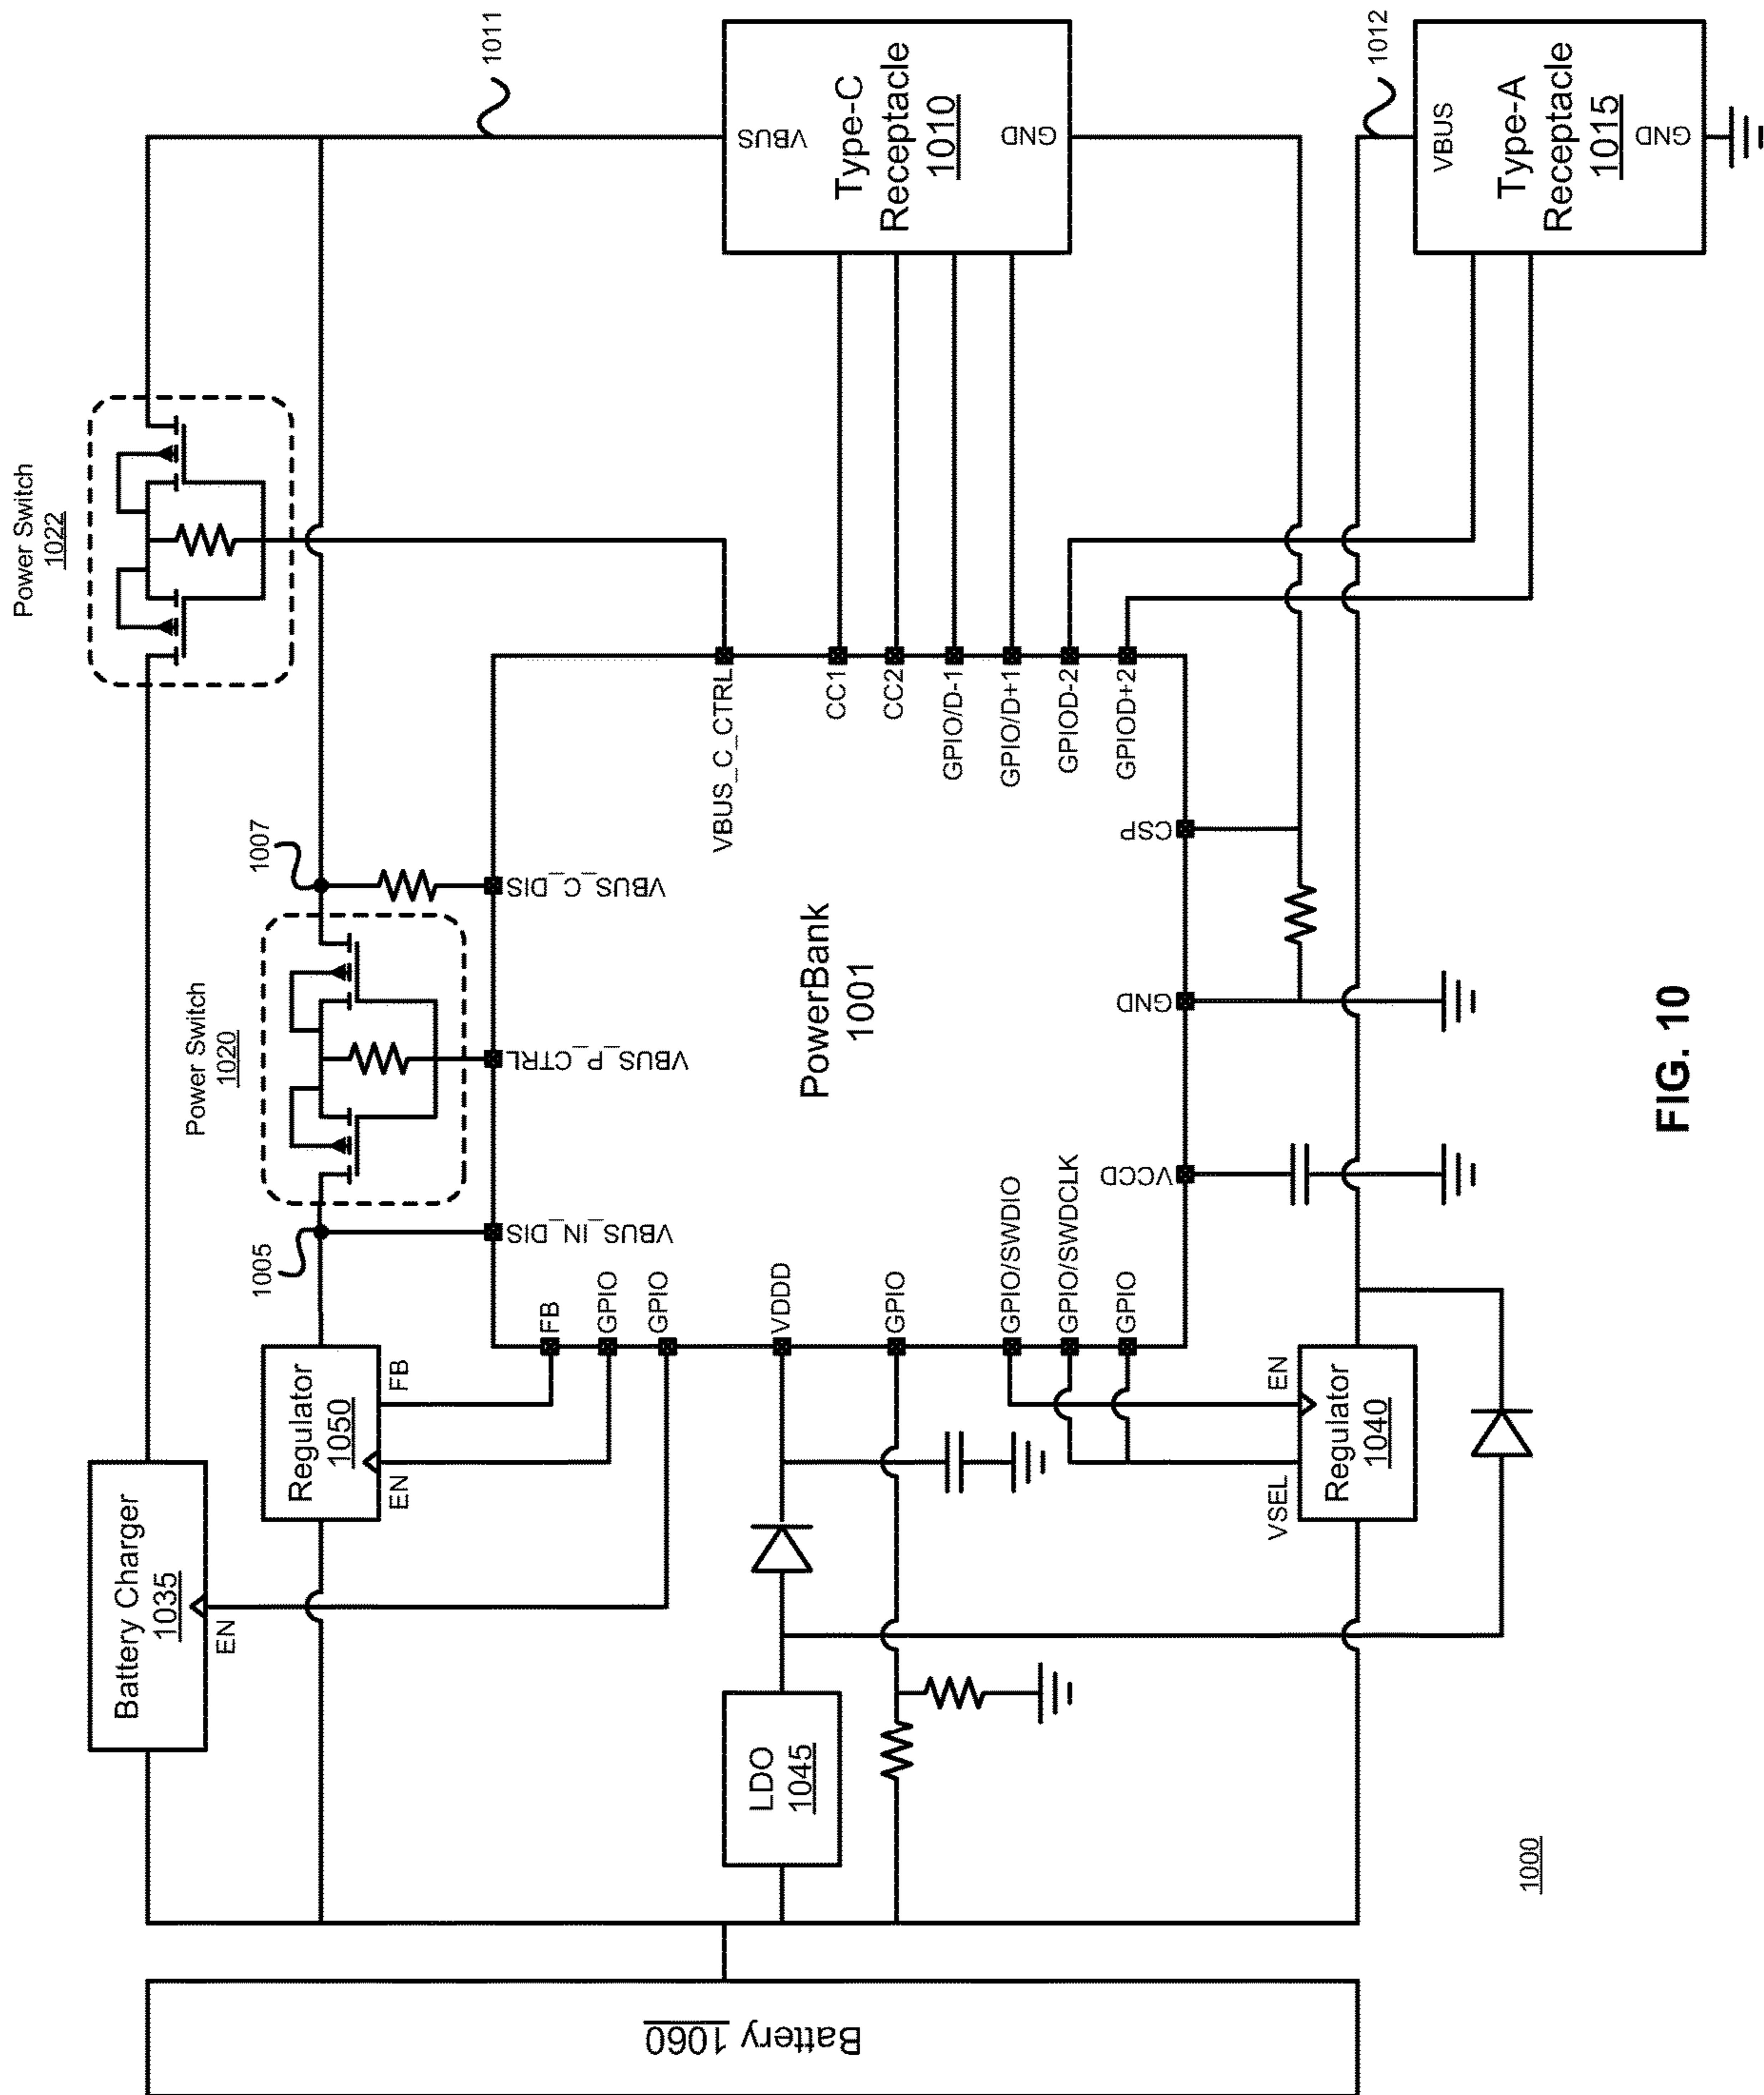 Power Switch
1022
1011
1012
VBUS
Type-C
Receptacle
1010
GND
VBUS
Type-A
Receptacle
1015
GND
Power Switch
1020
1007
1005
VBUS_C_DIS
VBUS_P_CTRL
VBUS_IN_DIS
VBUS_C_CTRL
CC1
CC2
GPIO/D-1
GPIO/D+1
GPIOD-2
GPIOD+2
CSP
GND
VCCD
PowerBank
1001
FB
GPIO
GPIO
VDDD
GPIO
GPIO/SWDIO
GPIO/SWDCLK
GPIO
Battery Charger
1035
EN
Regulator
1050
FB
EN
LDO
1045
EN
VSEL
Regulator
1040
Battery 1060
1000
FIG. 10